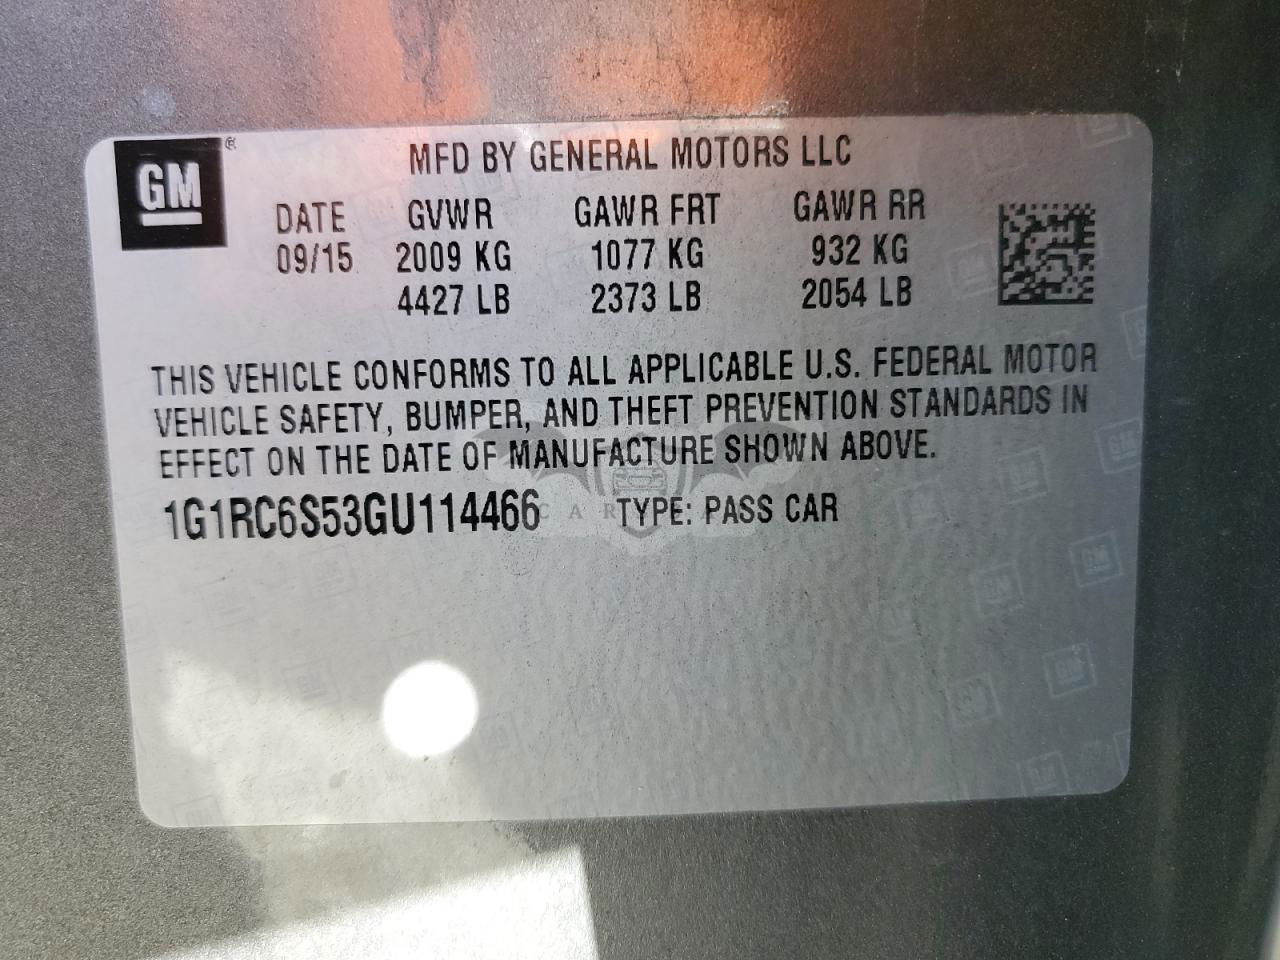 GM ®
MFD BY GENERAL MOTORS LLC
DATE GVWR GAWR FRT GAWR RR
09/15 2009 KG 1077 KG 932 KG
4427 LB 2373 LB 2054 LB
THIS VEHICLE CONFORMS TO ALL APPLICABLE U.S. FEDERAL MOTOR
VEHICLE SAFETY, BUMPER, AND THEFT PREVENTION STANDARDS IN
EFFECT ON THE DATE OF MANUFACTURE SHOWN ABOVE.
1G1RC6S53GU114466 TYPE: PASS CAR